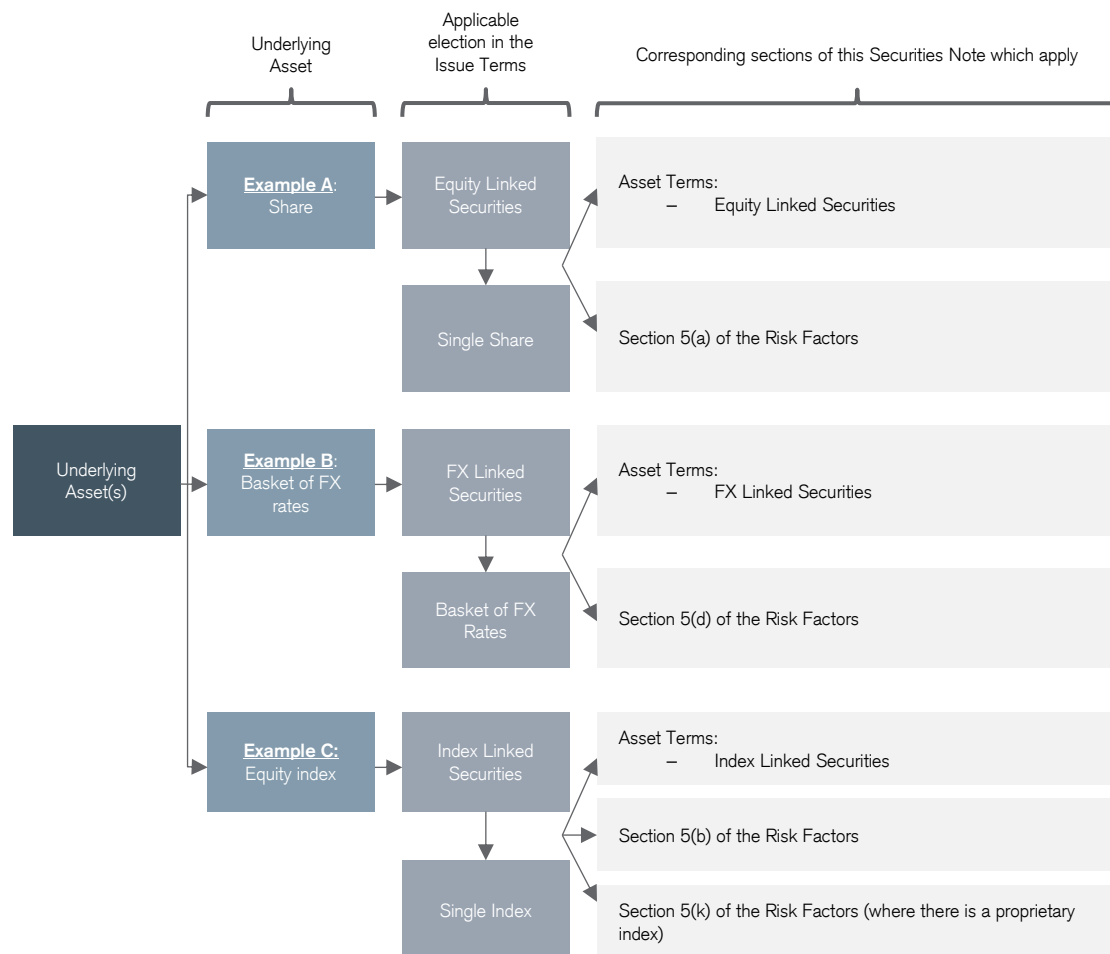 Underlying
Asset
Applicable
election in the
Issue Terms
Corresponding sections of this Securities Note which apply
Underlying
Asset(s)
Example A:
Share
Equity Linked
Securities
Single Share
Asset Terms:
– Equity Linked Securities
Section 5(a) of the Risk Factors
Example B:
Basket of FX
rates
FX Linked
Securities
Basket of FX
Rates
Asset Terms:
– FX Linked Securities
Section 5(d) of the Risk Factors
Example C:
Equity index
Index Linked
Securities
Single Index
Asset Terms:
– Index Linked Securities
Section 5(b) of the Risk Factors
Section 5(k) of the Risk Factors (where there is a proprietary
index)